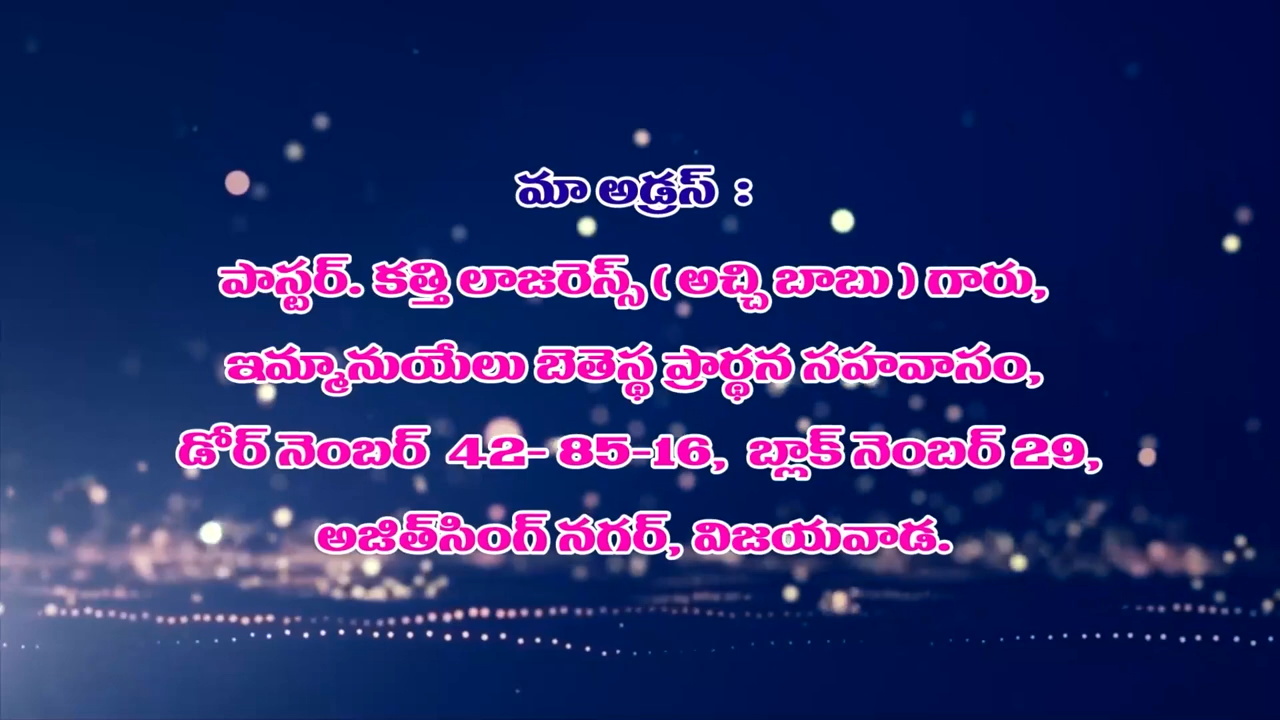 మా అడ్రస్ :
పాస్టర్. కత్తి లాజరెస్స్ ( అచ్చి బాబు ) గారు,
ఇమ్మానుయేలు బెతెస్థ ప్రార్థన సహవాసం,
డోర్ నెంబర్ 42- 85-16, బ్లాక్ నెంబర్ 29,
అజిత్‌సింగ్ నగర్, విజయవాడ.